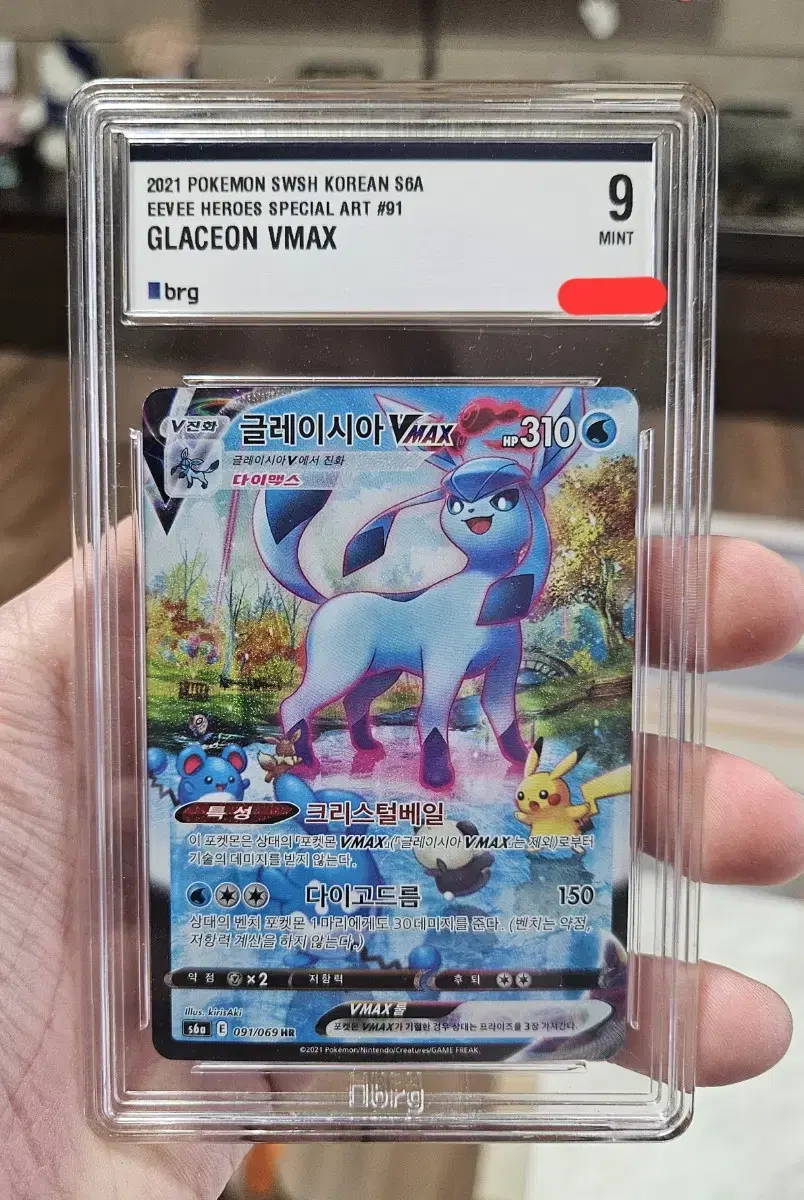 2021 POKEMON SWSH KOREAN S6A
EEVEE HEROES SPECIAL ART #91
GLACEON VMAX
9
MINT
brg
V진화
글레이시아 VMAX
HP 310
글레이시아V에서 진화
다이맥스
특성 크리스털베일
이 포켓몬은 상대의 「포켓몬 VMAX」(「글레이시아 VMAX」는 제외)로부터
기술의 데미지를 받지 않는다.
다이고드름 150
상대의 벤치 포켓몬 1마리에게도 30데미지를 준다. (벤치는 약점,
저항력 계산을 하지 않는다.)
약점 ×2 저항력 후퇴
Illus. kirisAki
VMAX 룰
포켓몬 VMAX가 기절한 경우 상대는 프라이즈를 3장 가져간다.
s6a E 091/069 HR
©2021 Pokémon/Nintendo/Creatures/GAME FREAK.
brg